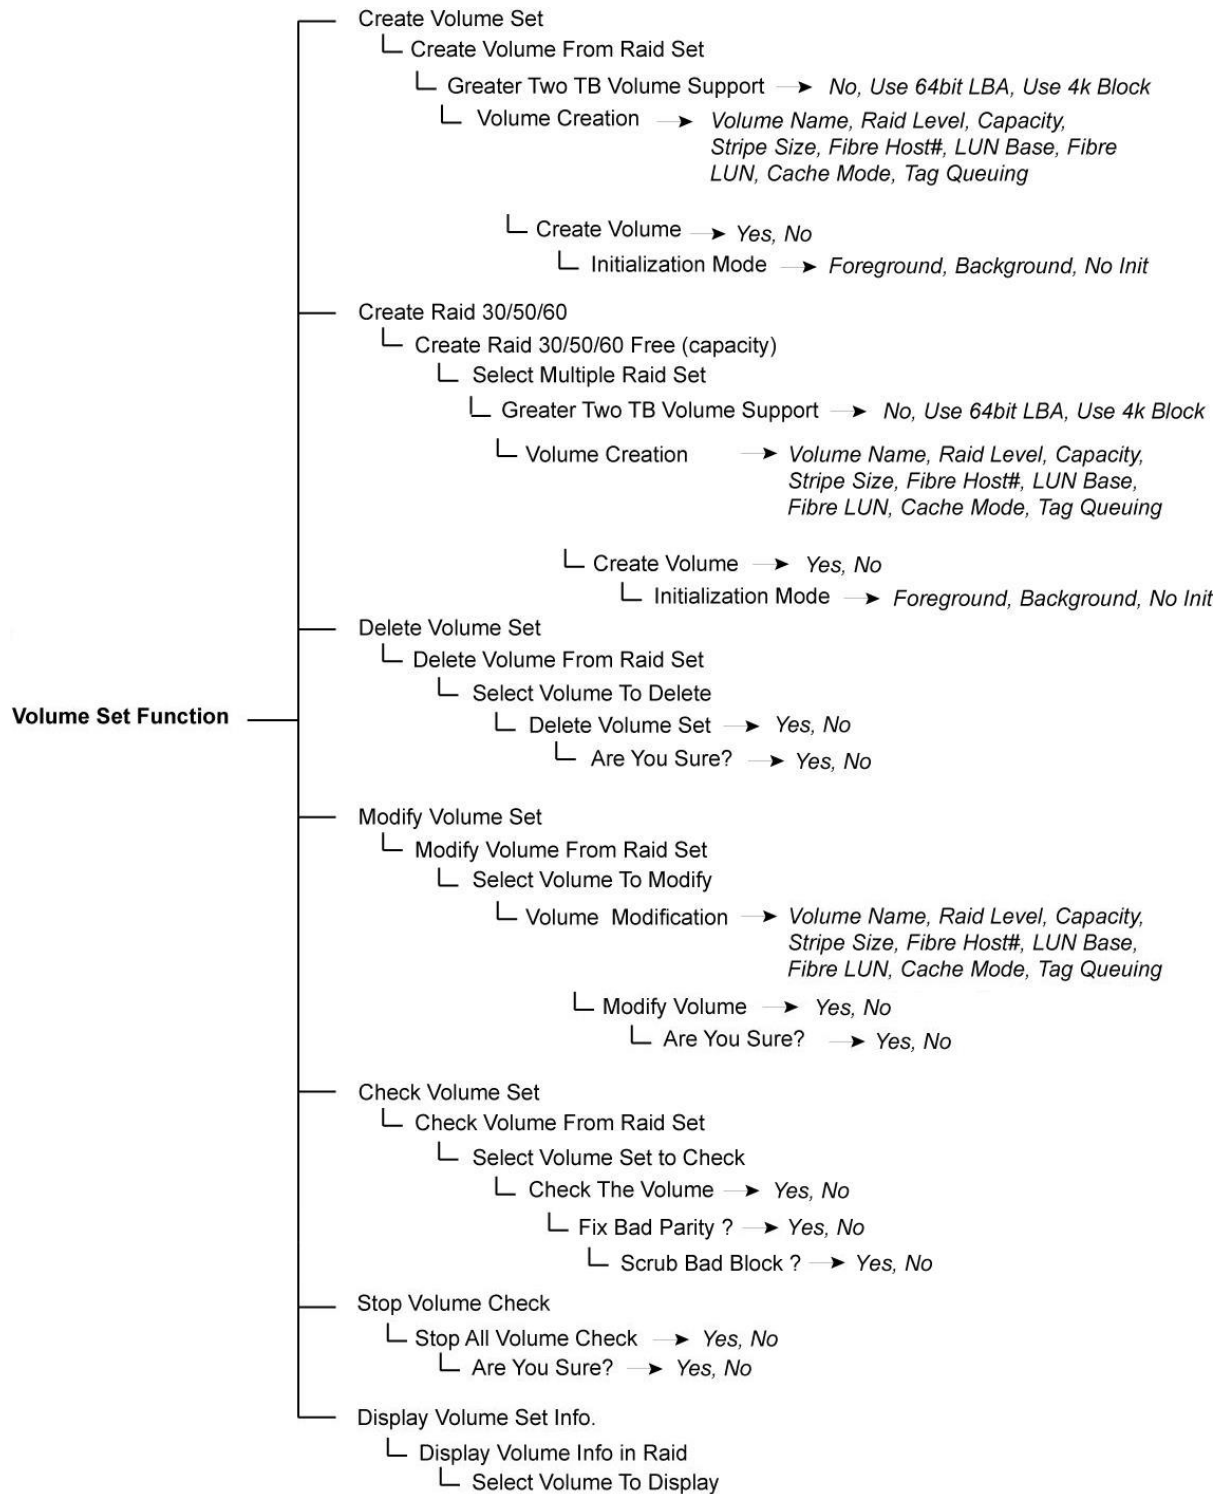 Create Volume Set
Create Volume From Raid Set
Greater Two TB Volume Support No, Use 64bit LBA, Use 4k Block
Volume Creation Volume Name, Raid Level, Capacity,
Stripe Size, Fibre Host#, LUN Base, Fibre
LUN, Cache Mode, Tag Queuing
Create Volume Yes, No
Initialization Mode Foreground, Background, No Init
Create Raid 30/50/60
Create Raid 30/50/60 Free (capacity)
Select Multiple Raid Set
Greater Two TB Volume Support No, Use 64bit LBA, Use 4k Block
Volume Creation Volume Name, Raid Level, Capacity,
Stripe Size, Fibre Host#, LUN Base,
Fibre LUN, Cache Mode, Tag Queuing
Create Volume Yes, No
Initialization Mode Foreground, Background, No Init
Delete Volume Set
Delete Volume From Raid Set
Select Volume To Delete
Volume Set Function
Delete Volume Set Yes, No
Are You Sure? Yes, No
Modify Volume Set
Modify Volume From Raid Set
Select Volume To Modify
Volume Modification Volume Name, Raid Level, Capacity,
Stripe Size, Fibre Host#, LUN Base,
Fibre LUN, Cache Mode, Tag Queuing
Modify Volume Yes, No
Are You Sure? Yes, No
Check Volume Set
Check Volume From Raid Set
Select Volume Set to Check
Check The Volume Yes, No
Fix Bad Parity ? Yes, No
Scrub Bad Block ? Yes, No
Stop Volume Check
Stop All Volume Check Yes, No
Are You Sure? Yes, No
Display Volume Set Info.
Display Volume Info in Raid
Select Volume To Display